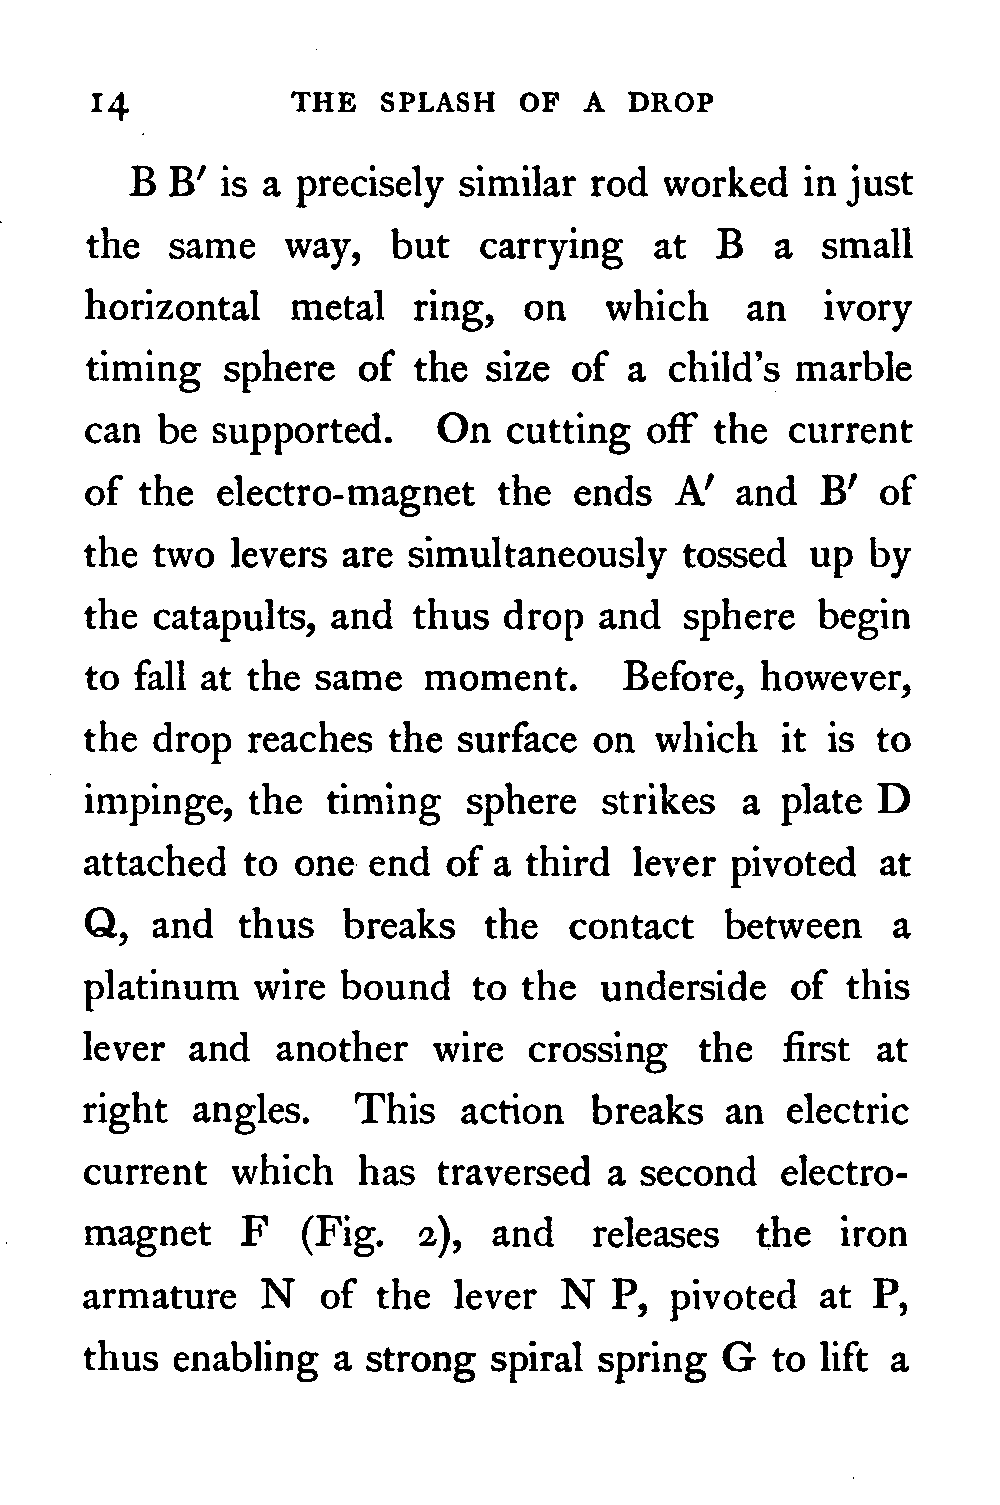 14 THE SPLASH OF A DROP
B B′ is a precisely similar rod worked in just
the same way, but carrying at B a small
horizontal metal ring, on which an ivory
timing sphere of the size of a child's marble
can be supported. On cutting off the current
of the electro-magnet the ends A′ and B′ of
the two levers are simultaneously tossed up by
the catapults, and thus drop and sphere begin
to fall at the same moment. Before, however,
the drop reaches the surface on which it is to
impinge, the timing sphere strikes a plate D
attached to one end of a third lever pivoted at
Q, and thus breaks the contact between a
platinum wire bound to the underside of this
lever and another wire crossing the first at
right angles. This action breaks an electric
current which has traversed a second electro-
magnet F (Fig. 2), and releases the iron
armature N of the lever N P, pivoted at P,
thus enabling a strong spiral spring G to lift a